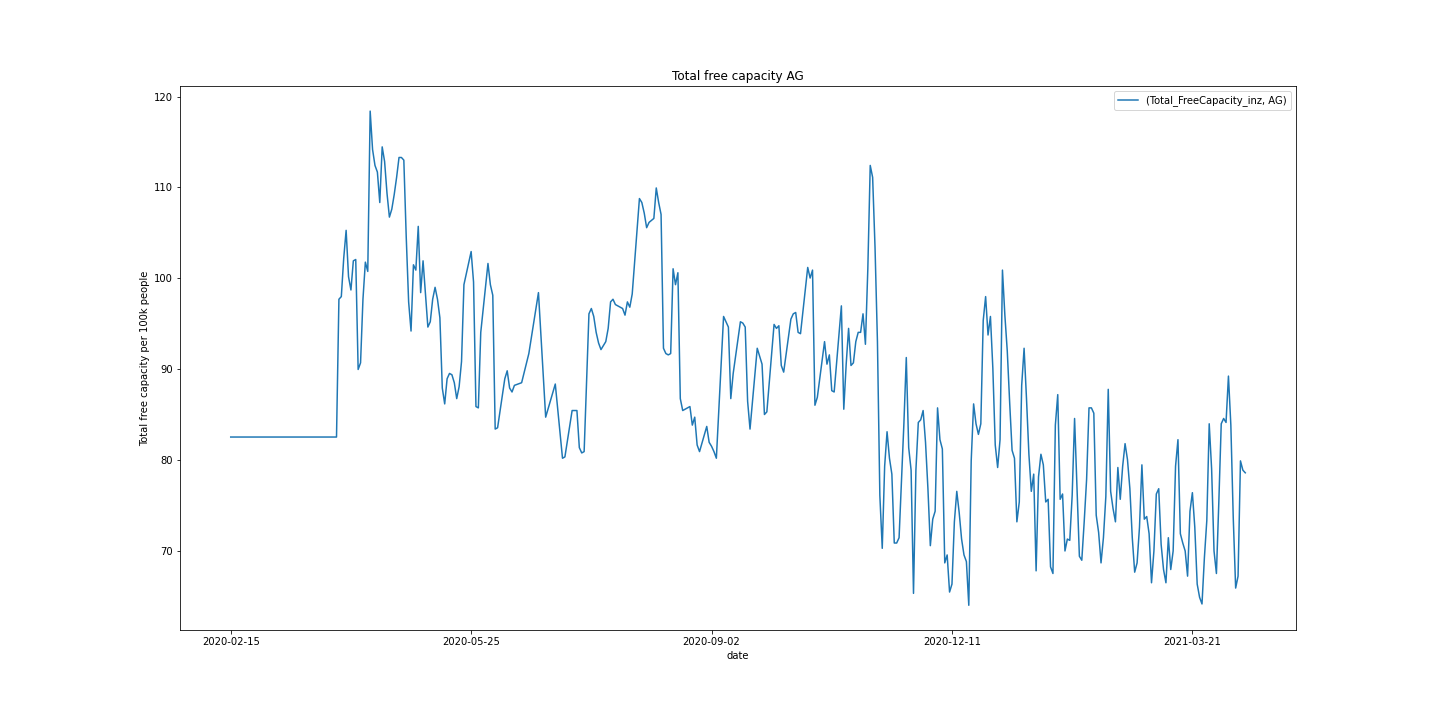 Total free capacity AG
(Total_FreeCapacity_inz, AG)
Total free capacity per 100k people
120
110
100
90
80
70
2020-02-15
2020-05-25
2020-09-02
2020-12-11
2021-03-21
date